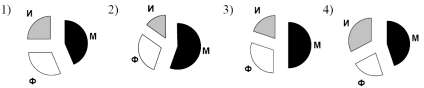 1) И М Ф
2) И М Ф
3) И М Ф
4) И М Ф